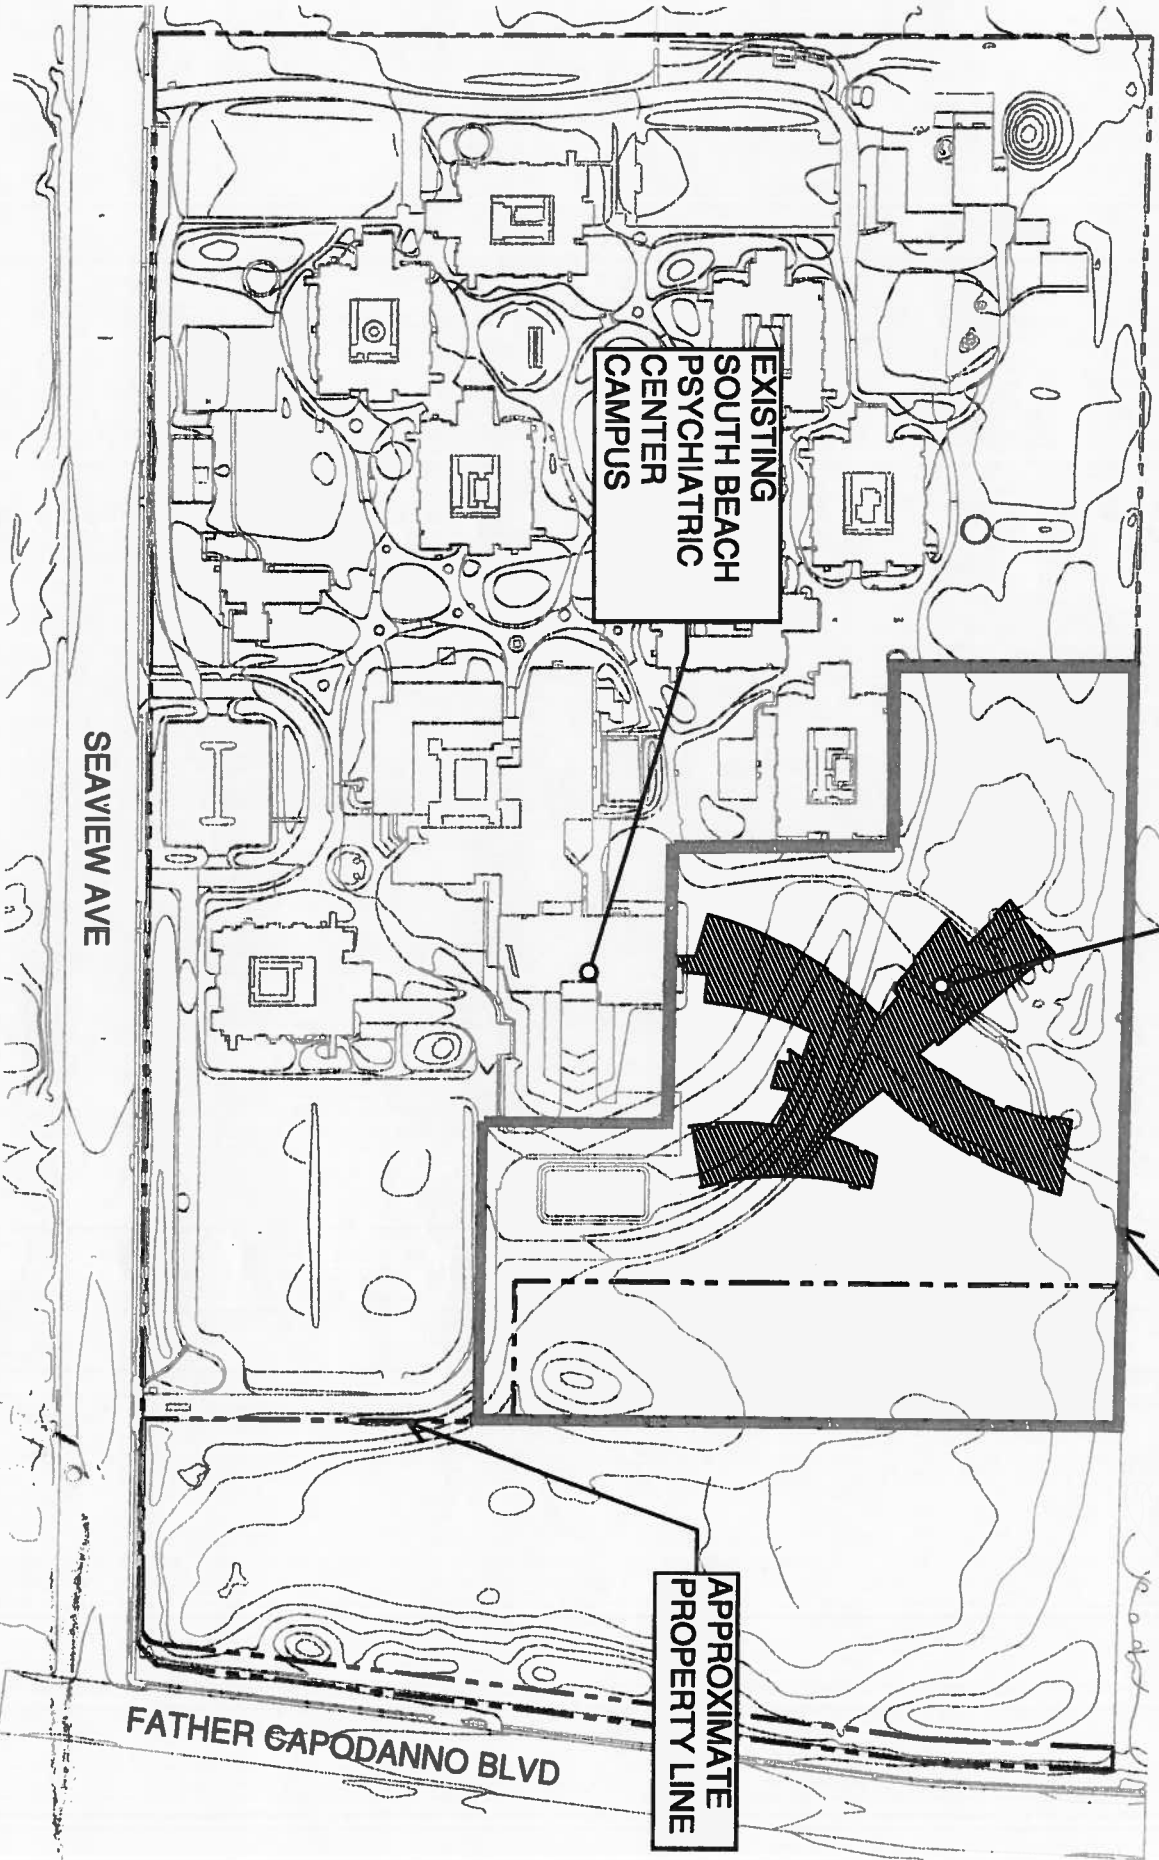 EXISTING
SOUTH BEACH
PSYCHIATRIC
CENTER
CAMPUS
SEAVIEW AVE
APPROXIMATE
PROPERTY LINE
FATHER CAPODANNO BLVD